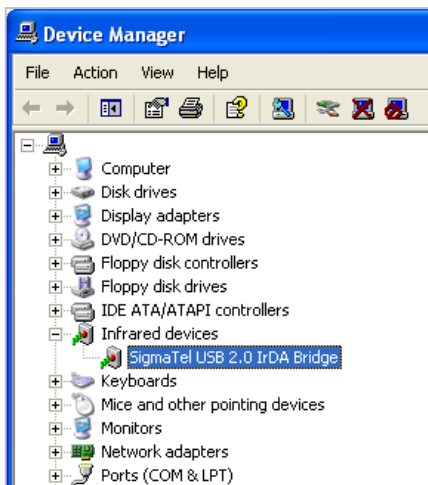 Device Manager
File Action View Help
Computer
Disk drives
Display adapters
DVD/CD-ROM drives
Floppy disk controllers
Floppy disk drives
IDE ATA/ATAPI controllers
Infrared devices
SigmaTel USB 2.0 IrDA Bridge
Keyboards
Mice and other pointing devices
Monitors
Network adapters
Ports (COM & LPT)